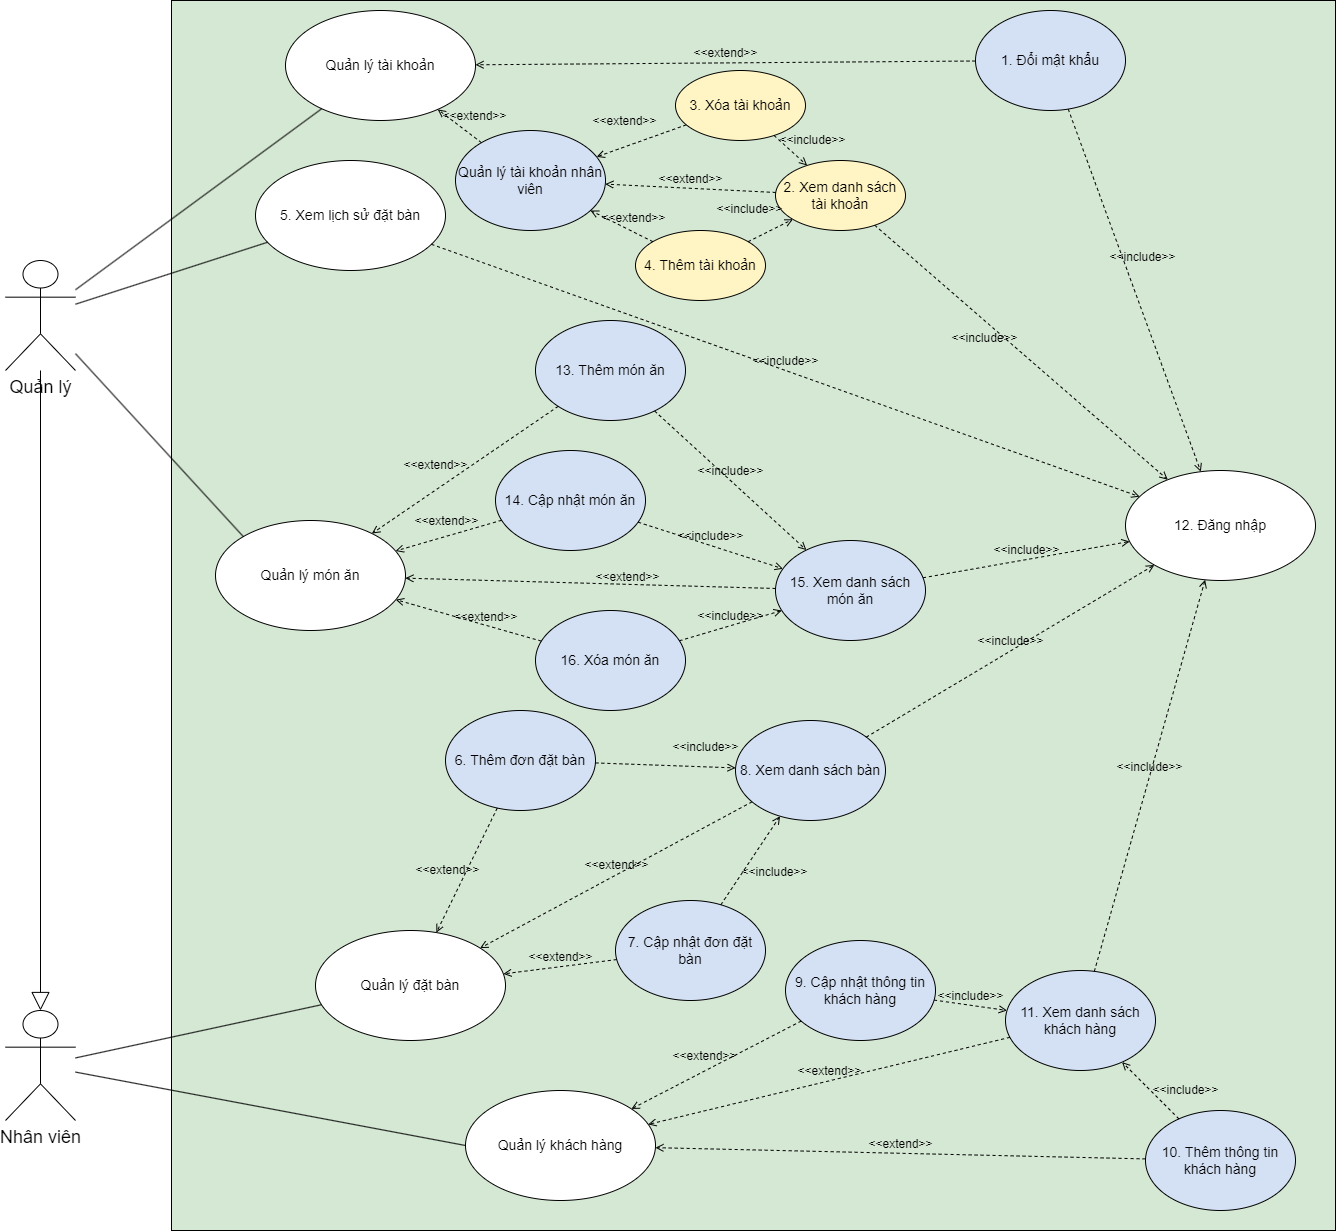 Quản lý tài khoản
<<extend>>
1. Đổi mật khẩu
3. Xóa tài khoản
<<extend>>
<<extend>>
<<include>>
Quản lý tài khoản nhân
viên
<<extend>>
2. Xem danh sách
tài khoản
5. Xem lịch sử đặt bàn
<<extend>>
<<include>>
4. Thêm tài khoản
<<include>>
<<include>>
<<include>>
Quản lý
13. Thêm món ăn
<<extend>>
<<include>>
14. Cập nhật món ăn
<<extend>>
<<include>>
12. Đăng nhập
<<include>>
Quản lý món ăn
<<extend>>
15. Xem danh sách
món ăn
<<extend>>
<<include>>
16. Xóa món ăn
<<include>>
6. Thêm đơn đặt bàn
<<include>>
8. Xem danh sách bàn
<<include>>
<<extend>>
<<extend>>
<<include>>
7. Cập nhật đơn đặt
bàn
<<extend>>
Quản lý đặt bàn
9. Cập nhật thông tin
khách hàng
<<include>>
11. Xem danh sách
khách hàng
<<extend>>
<<extend>>
<<include>>
Nhân viên
Quản lý khách hàng
<<extend>>
10. Thêm thông tin
khách hàng